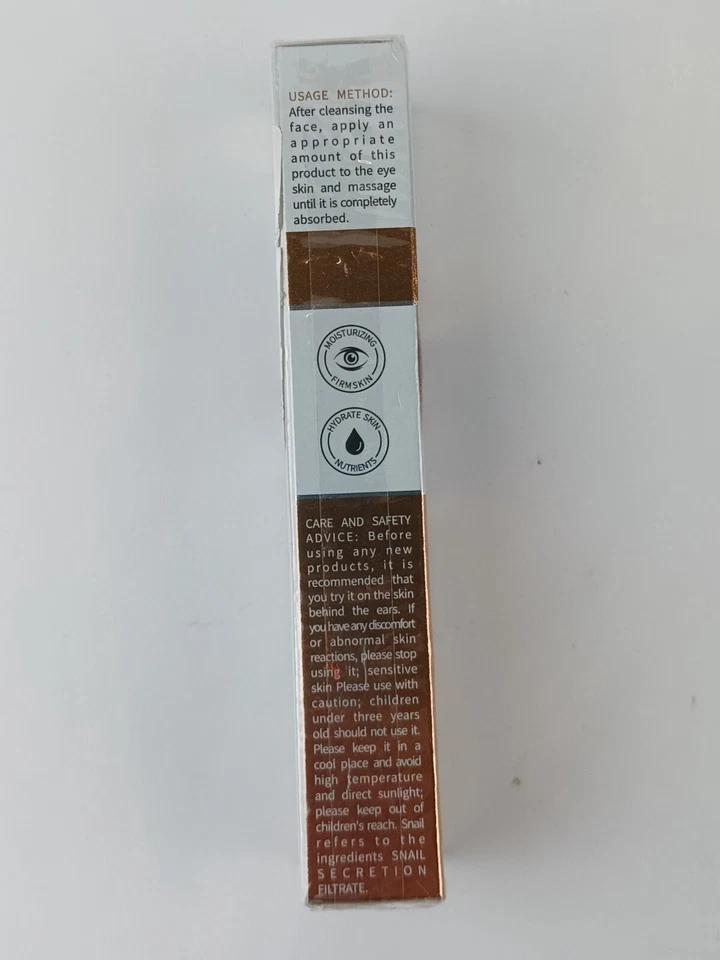 USAGE METHOD:
After cleansing the
face, apply an
appropriate
amount of this
product to the eye
skin and massage
until it is completely
absorbed.
MOISTURIZING
FIRMSKIN
HYDRATE SKIN
NUTRIENTS
CARE AND SAFETY
ADVICE: Before
using any new
products, it is
recommended that
you try it on the skin
behind the ears. If
you have any discomfort
or abnormal skin
reactions, please stop
using it; sensitive
skin Please use with
caution; children
under three years
old should not use it.
Please keep it in a
cool place and avoid
high temperature
and direct sunlight;
please keep out of
children's reach. Snail
refers to the
ingredients SNAIL
SECRETION
FILTRATE.